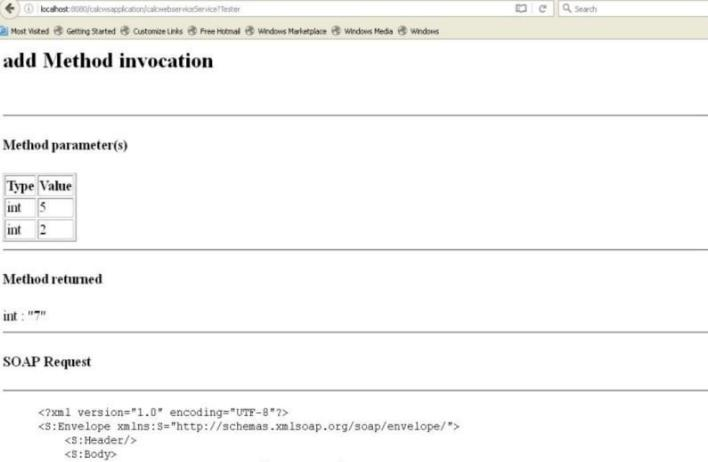 localhost:8080/calcwsapplication/calcwebserviceService?Tester
Search
Most Visited Getting Started Customize Links Free Hotmail Windows Marketplace Windows Media Windows
add Method invocation
Method parameter(s)
Type Value
int 5
int 2
Method returned
int : "7"
SOAP Request
<?xml version="1.0" encoding="UTF-8"?>
<S:Envelope xmlns:S="http://schemas.xmlsoap.org/soap/envelope/">
<S:Header/>
<S:Body>